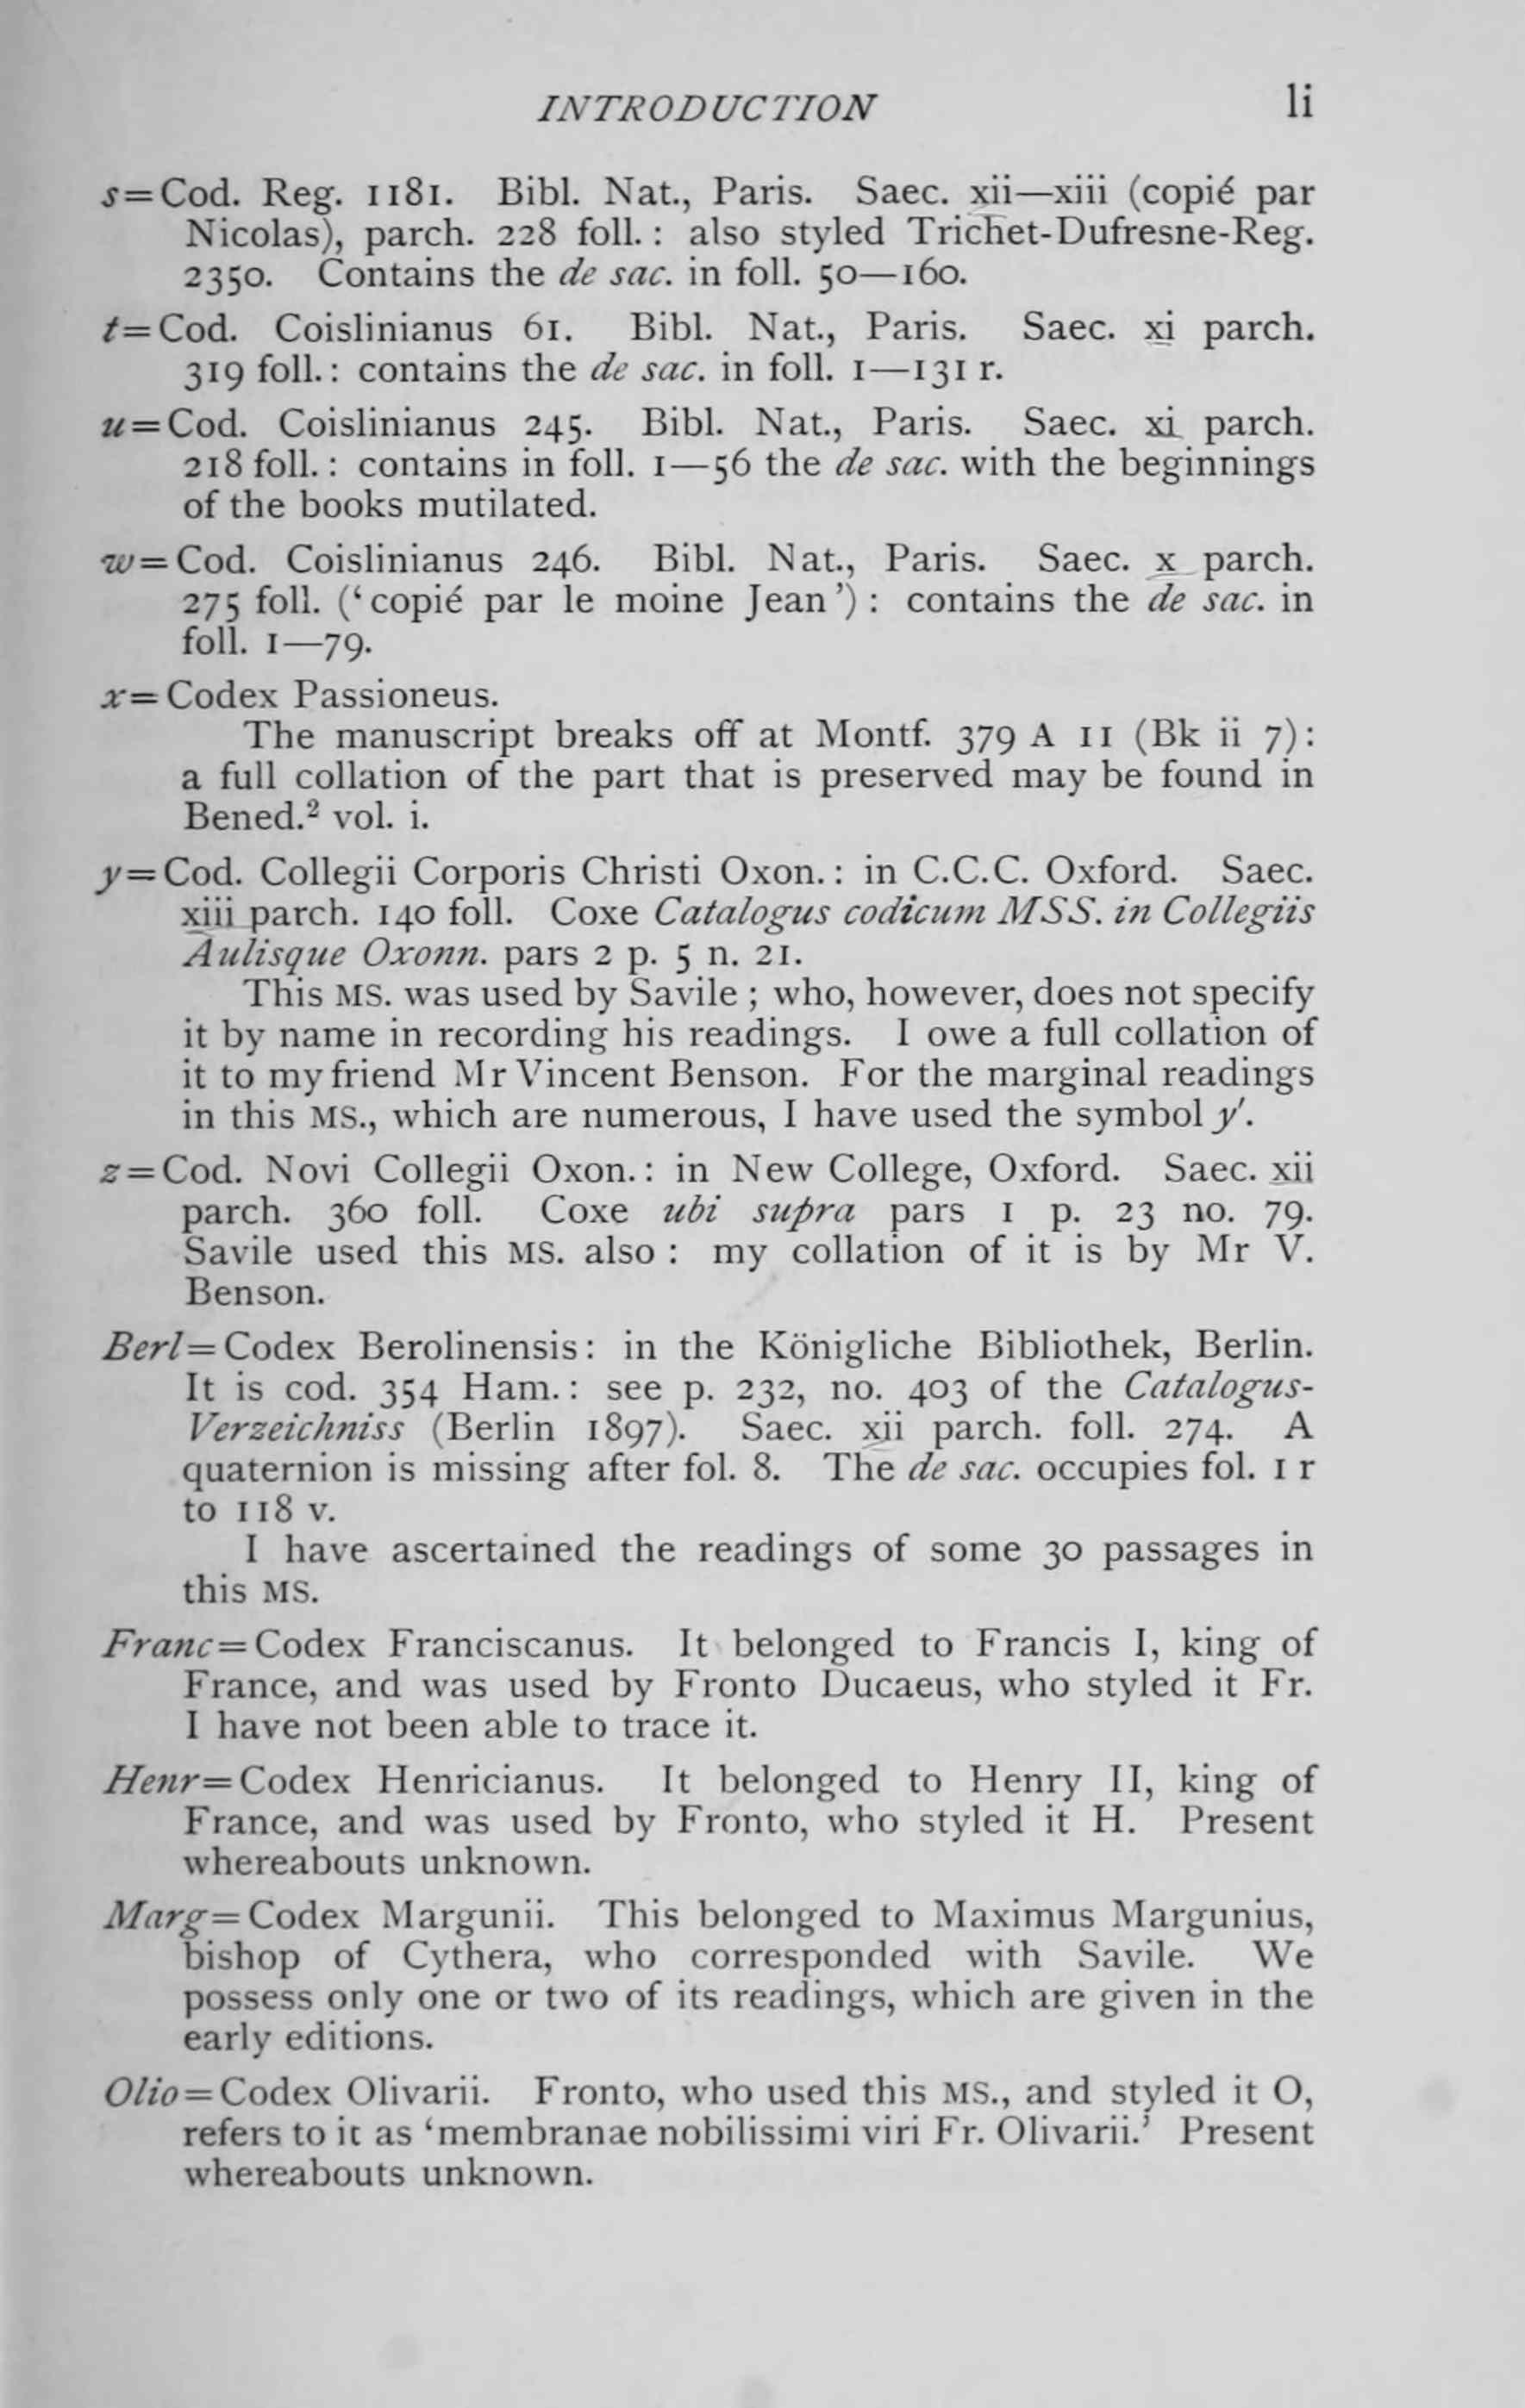 INTRODUCTION li
s=Cod. Reg. 1181. Bibl. Nat., Paris. Saec. xii—xiii (copié par
Nicolas), parch. 228 foll.: also styled Trichet-Dufresne-Reg.
2350. Contains the de sac. in foll. 50—160.
t=Cod. Coislinianus 61. Bibl. Nat., Paris. Saec. xi parch.
319 foll.: contains the de sac. in foll. 1—131 r.
u=Cod. Coislinianus 245. Bibl. Nat., Paris. Saec. xi parch.
218 foll.: contains in foll. 1—56 the de sac. with the beginnings
of the books mutilated.
w=Cod. Coislinianus 246. Bibl. Nat., Paris. Saec. x parch.
275 foll. (‘copié par le moine Jean’): contains the de sac. in
foll. 1—79.
x=Codex Passioneus.
The manuscript breaks off at Montf. 379 A 11 (Bk ii 7):
a full collation of the part that is preserved may be found in
Bened.² vol. i.
y=Cod. Collegii Corporis Christi Oxon.: in C.C.C. Oxford. Saec.
xiii parch. 140 foll. Coxe Catalogus codicum MSS. in Collegiis
Aulisque Oxonn. pars 2 p. 5 n. 21.
This MS. was used by Savile; who, however, does not specify
it by name in recording his readings. I owe a full collation of
it to my friend Mr Vincent Benson. For the marginal readings
in this MS., which are numerous, I have used the symbol y′.
z=Cod. Novi Collegii Oxon.: in New College, Oxford. Saec. xii
parch. 360 foll. Coxe ubi supra pars 1 p. 23 no. 79.
Savile used this MS. also: my collation of it is by Mr V.
Benson.
Berl=Codex Berolinensis: in the Königliche Bibliothek, Berlin.
It is cod. 354 Ham.: see p. 232, no. 403 of the Catalogus-
Verzeichniss (Berlin 1897). Saec. xii parch. foll. 274. A
quaternion is missing after fol. 8. The de sac. occupies fol. 1 r
to 118 v.
I have ascertained the readings of some 30 passages in
this MS.
Franc=Codex Franciscanus. It belonged to Francis I, king of
France, and was used by Fronto Ducaeus, who styled it Fr.
I have not been able to trace it.
Henr=Codex Henricianus. It belonged to Henry II, king of
France, and was used by Fronto, who styled it H. Present
whereabouts unknown.
Marg=Codex Margunii. This belonged to Maximus Margunius,
bishop of Cythera, who corresponded with Savile. We
possess only one or two of its readings, which are given in the
early editions.
Olio=Codex Olivarii. Fronto, who used this MS., and styled it O,
refers to it as ‘membranae nobilissimi viri Fr. Olivarii.’ Present
whereabouts unknown.